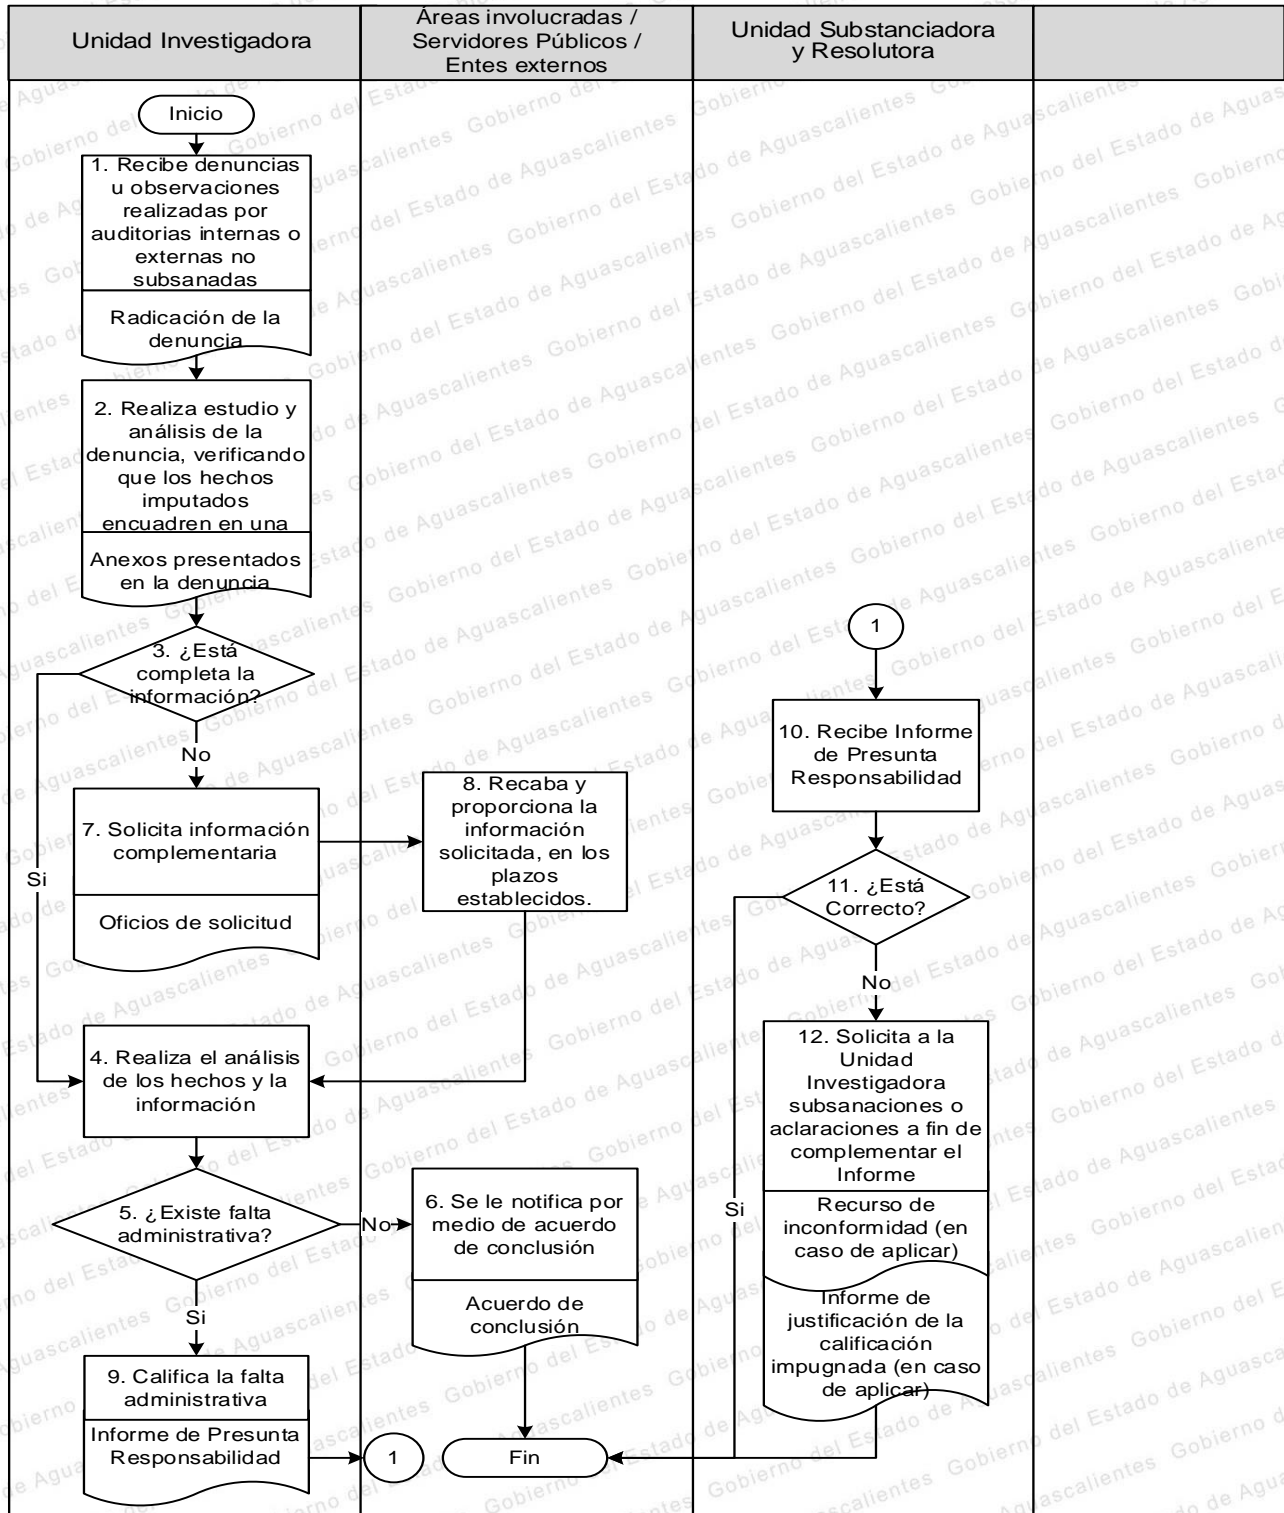 Unidad Investigadora
Áreas involucradas /
Servidores Públicos /
Entes externos
Unidad Substanciadora
y Resolutora
Inicio
1. Recibe denuncias
u observaciones
realizadas por
auditorias internas o
externas no
subsanadas
Radicación de la
denuncia
2. Realiza estudio y
análisis de la
denuncia, verificando
que los hechos
imputados
encuadren en una
Anexos presentados
en la denuncia
3. ¿Está
completa la
información?
No
Si
7. Solicita información
complementaria
Oficios de solicitud
8. Recaba y
proporciona la
información
solicitada, en los
plazos
establecidos.
4. Realiza el análisis
de los hechos y la
información
5. ¿Existe falta
administrativa?
No
6. Se le notifica por
medio de acuerdo
de conclusión
Acuerdo de
conclusión
Si
9. Califica la falta
administrativa
Informe de Presunta
Responsabilidad
1
Fin
1
10. Recibe Informe
de Presunta
Responsabilidad
11. ¿Está
Correcto?
No
Si
12. Solicita a la
Unidad
Investigadora
subsanaciones o
aclaraciones a fin de
complementar el
Informe
Recurso de
inconformidad (en
caso de aplicar)
Informe de
justificación de la
calificación
impugnada (en caso
de aplicar)
Gobierno del Estado de Aguascalientes